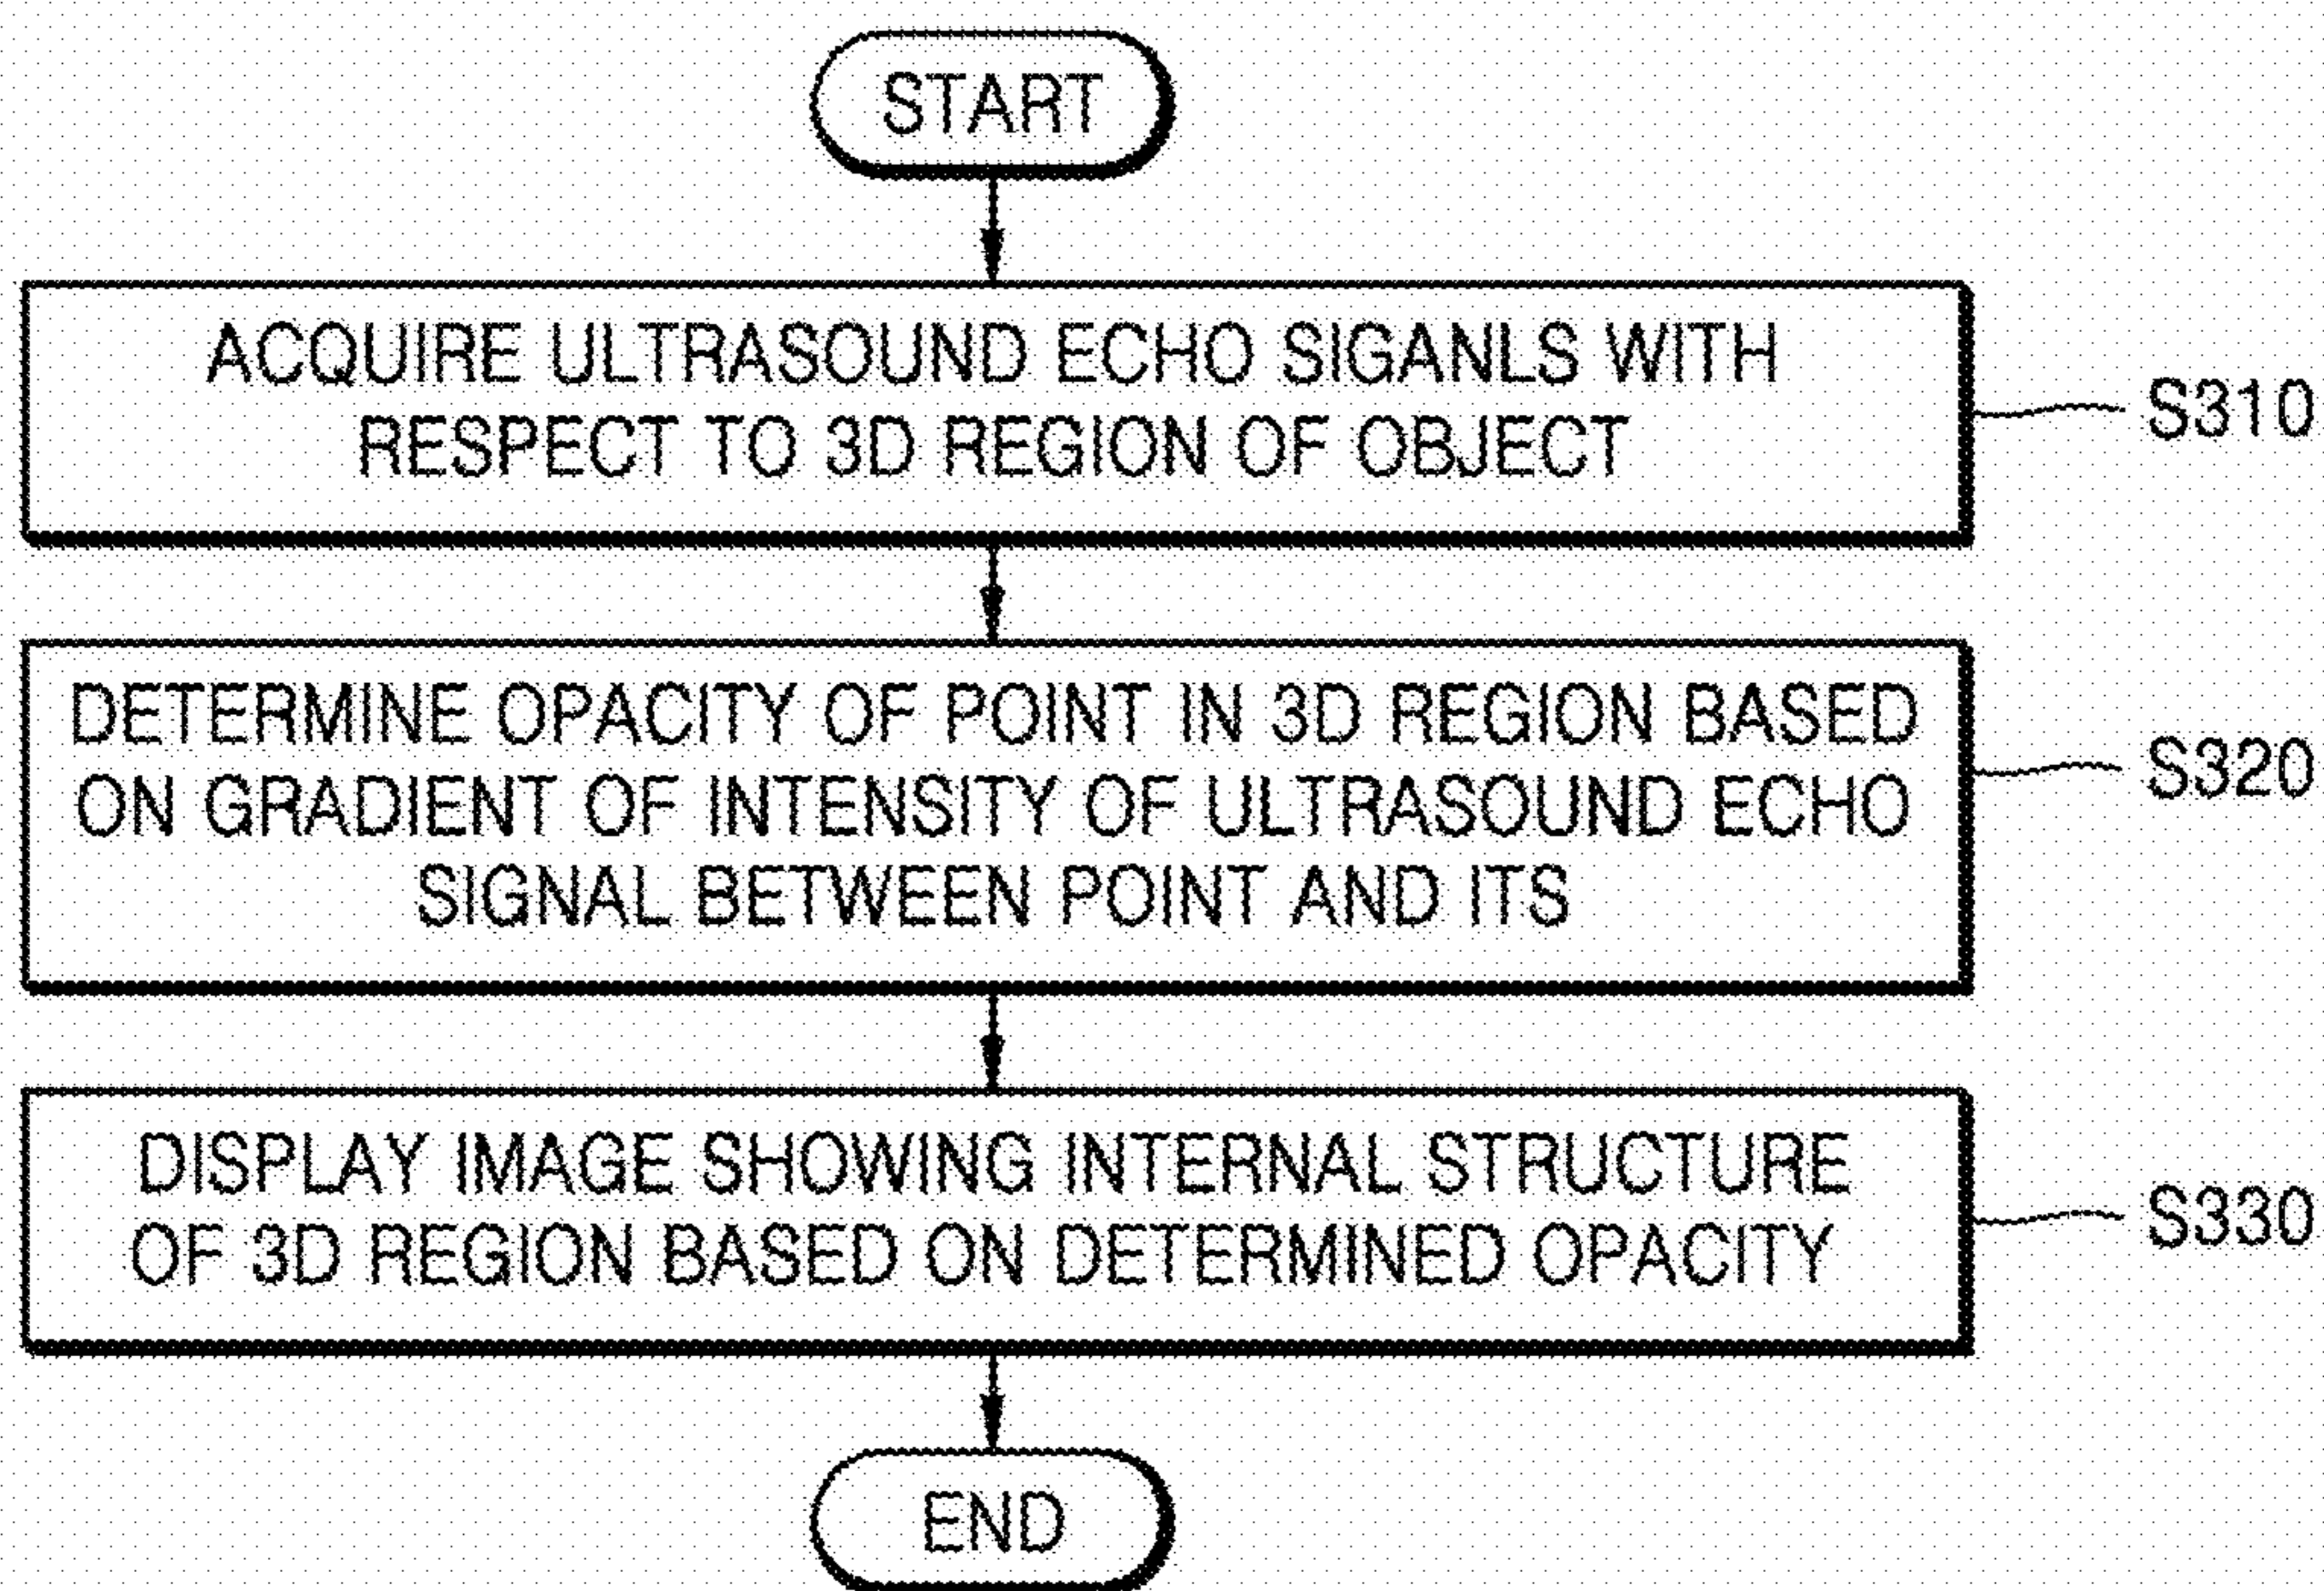 START
ACQUIRE ULTRASOUND ECHO SIGANLS WITH
RESPECT TO 3D REGION OF OBJECT
S310
DETERMINE OPACITY OF POINT IN 3D REGION BASED
ON GRADIENT OF INTENSITY OF ULTRASOUND ECHO
SIGNAL BETWEEN POINT AND ITS
S320
DISPLAY IMAGE SHOWING INTERNAL STRUCTURE
OF 3D REGION BASED ON DETERMINED OPACITY
S330
END